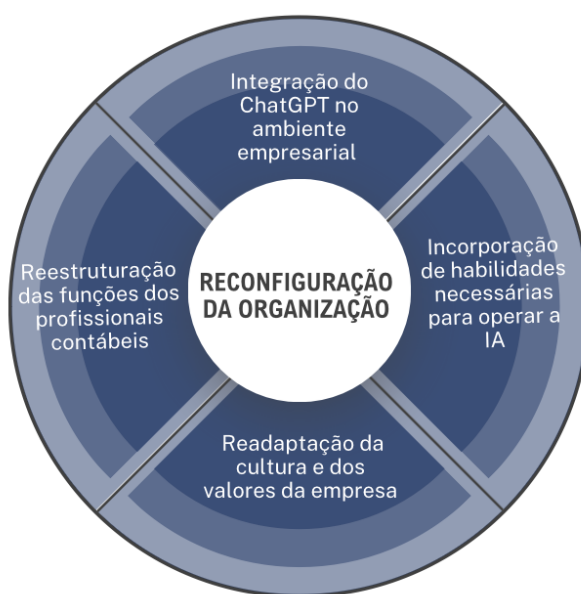 Integração do
ChatGPT no
ambiente
empresarial
Reestruturação
das funções dos
profissionais
contábeis
RECONFIGURAÇÃO
DA ORGANIZAÇÃO
Incorporação
de habilidades
necessárias
para operar a
IA
Readaptação da
cultura e dos
valores da empresa